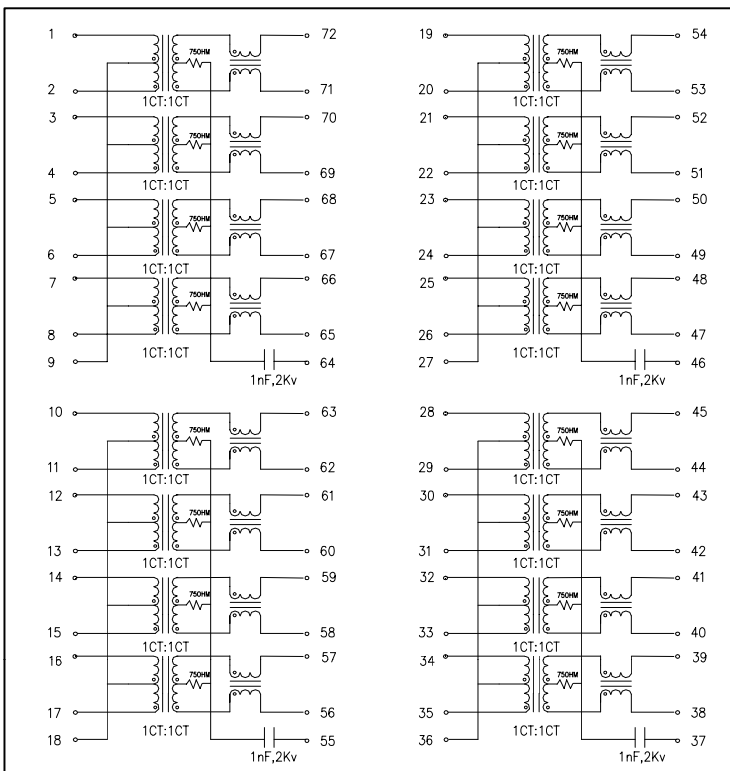 1
72
75OHM
2
71
1CT:1CT
3
70
75OHM
4
69
1CT:1CT
5
68
75OHM
6
67
1CT:1CT
7
66
75OHM
8
65
1CT:1CT
9
64
1nF,2Kv
19
54
75OHM
20
53
1CT:1CT
21
52
75OHM
22
51
1CT:1CT
23
50
75OHM
24
49
1CT:1CT
25
48
75OHM
26
47
1CT:1CT
27
46
1nF,2Kv
10
63
75OHM
11
62
1CT:1CT
12
61
75OHM
13
60
1CT:1CT
14
59
75OHM
15
58
1CT:1CT
16
57
75OHM
17
56
1CT:1CT
18
55
1nF,2Kv
28
45
75OHM
29
44
1CT:1CT
30
43
75OHM
31
42
1CT:1CT
32
41
75OHM
33
40
1CT:1CT
34
39
75OHM
35
38
1CT:1CT
36
37
1nF,2Kv